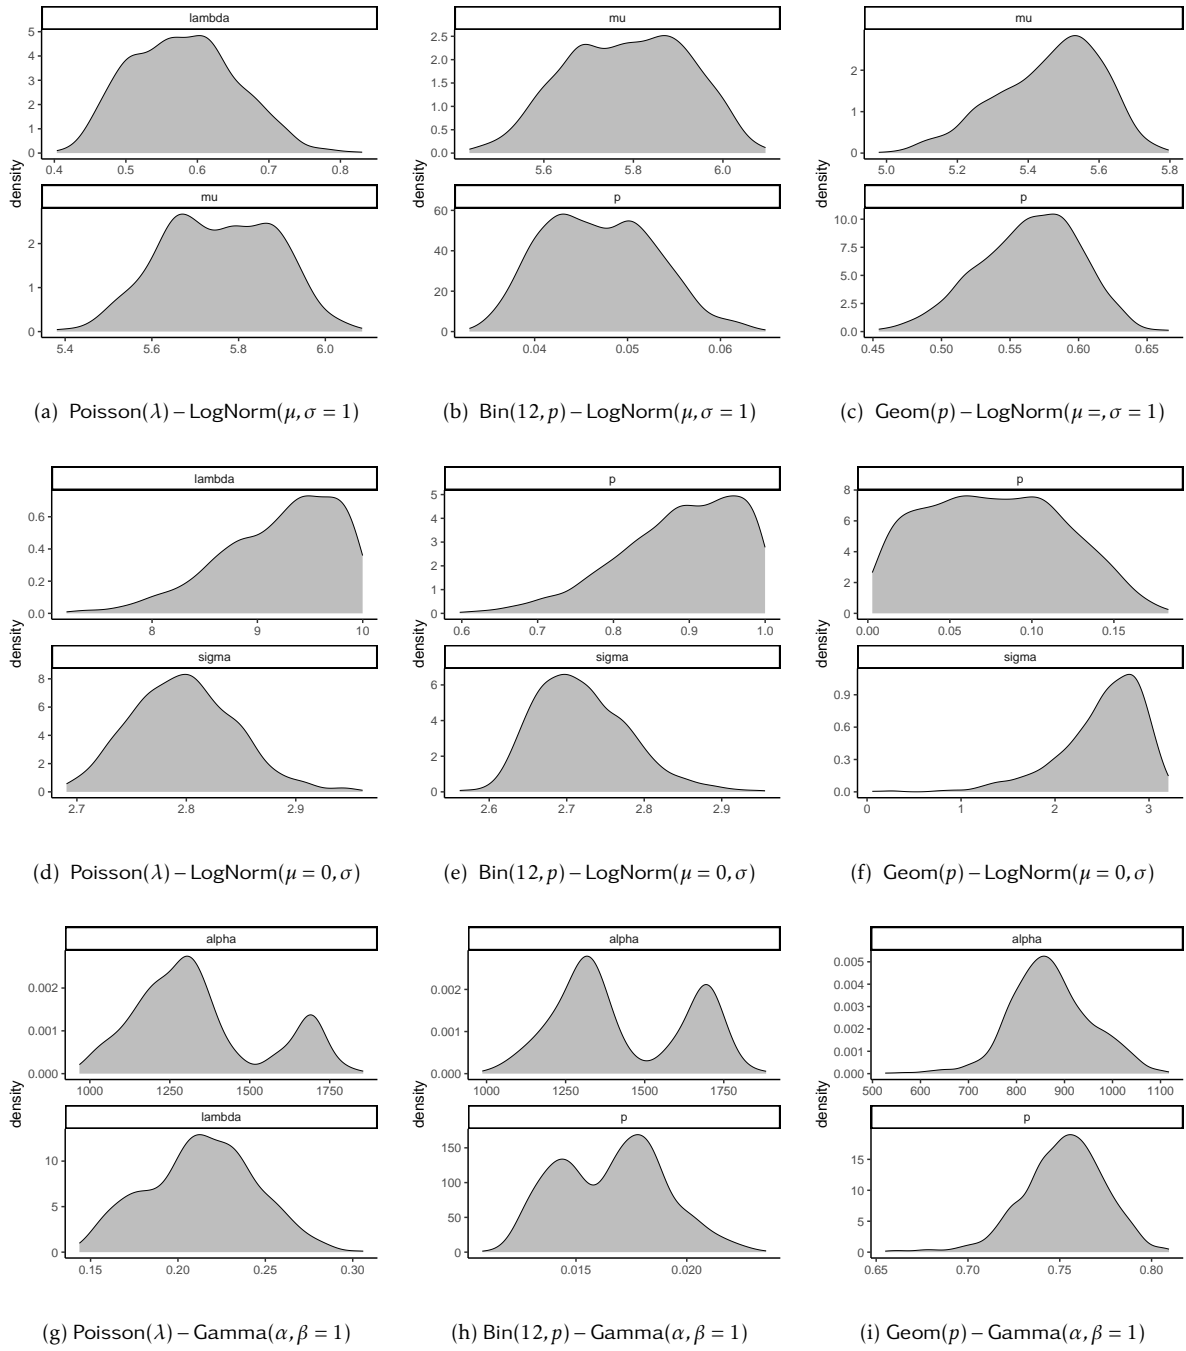 lambda
mu
mu
5
4
3
2
1
0
0.4 0.5 0.6 0.7 0.8
2.5
2.0
1.5
1.0
0.5
0.0
5.6 5.8 6.0
2
1
0
5.0 5.2 5.4 5.6 5.8
density
density
density
mu
p
p
2
1
0
5.4 5.6 5.8 6.0
60
40
20
0
0.04 0.05 0.06
10.0
7.5
5.0
2.5
0.0
0.45 0.50 0.55 0.60 0.65
(a) Poisson(λ) – LogNorm(μ, σ = 1)
(b) Bin(12, p) – LogNorm(μ, σ = 1)
(c) Geom(p) – LogNorm(μ =, σ = 1)
lambda
p
p
0.6
0.4
0.2
0.0
8 9 10
5
4
3
2
1
0
0.6 0.7 0.8 0.9 1.0
8
6
4
2
0
0.00 0.05 0.10 0.15
density
density
density
sigma
sigma
sigma
8
6
4
2
0
2.7 2.8 2.9
6
4
2
0
2.6 2.7 2.8 2.9
0.9
0.6
0.3
0.0
0 1 2 3
(d) Poisson(λ) – LogNorm(μ = 0, σ)
(e) Bin(12, p) – LogNorm(μ = 0, σ)
(f) Geom(p) – LogNorm(μ = 0, σ)
alpha
alpha
alpha
0.002
0.001
0.000
1000 1250 1500 1750
0.002
0.001
0.000
1000 1250 1500 1750
0.005
0.004
0.003
0.002
0.001
0.000
500 600 700 800 900 1000 1100
density
density
density
lambda
p
p
10
5
0
0.15 0.20 0.25 0.30
150
100
50
0
0.015 0.020
15
10
5
0
0.65 0.70 0.75 0.80
(g) Poisson(λ) – Gamma(α, β = 1)
(h) Bin(12, p) – Gamma(α, β = 1)
(i) Geom(p) – Gamma(α, β = 1)